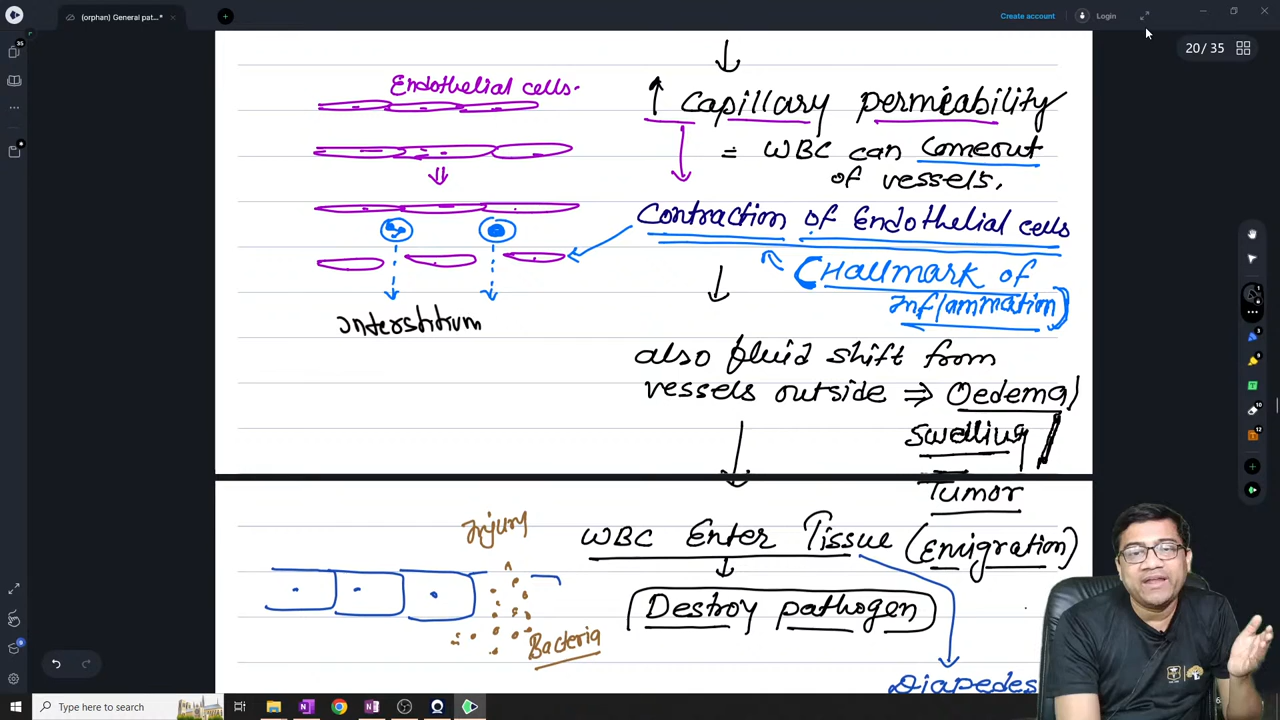 (orphan) General pat...*
Create account
Login
20 / 35
35
Endothelial cells.
↑ Capillary permeability
= WBC can comeout
of vessels.
Contraction of Endothelial cells
(Hallmark of
Inflammation)
Interstitium
also fluid shift from
vessels outside ⇒ Oedema/
swelling/
Tumor
Injury
WBC Enter Tissue (Emigration)
Destroy pathogen
Bacteria
Diapedes
Type here to search